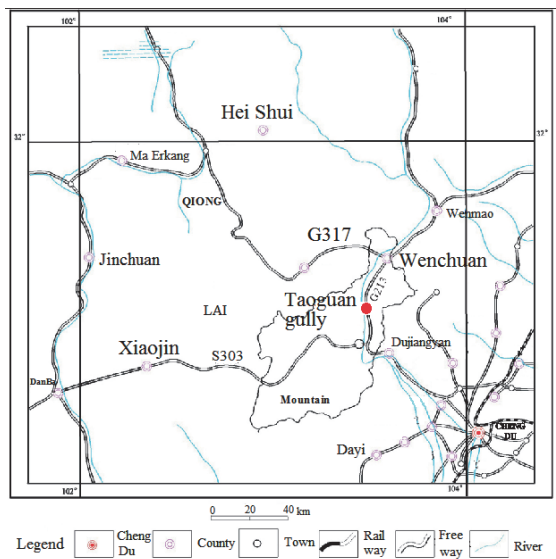 102°
104°
Hei Shui
32°
32°
Ma Erkang
QIONG
Wenmao
G317
Jinchuan
Wenchuan
G213
LAI
Taoguan
gully
Xiaojin
S303
Dujiangyan
DanBa
Mountain
CHENG
DU
Dayi
102°
104°
0 20 40 km
Legend
Cheng
Du
County
Town
Rail
way
Free
way
River